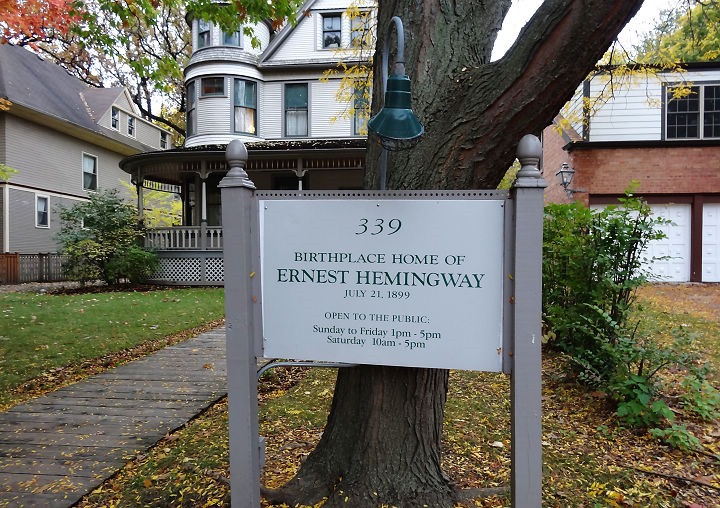 339
BIRTHPLACE HOME OF
ERNEST HEMINGWAY
JULY 21, 1899
OPEN TO THE PUBLIC:
Sunday to Friday 1pm - 5pm
Saturday 10am - 5pm